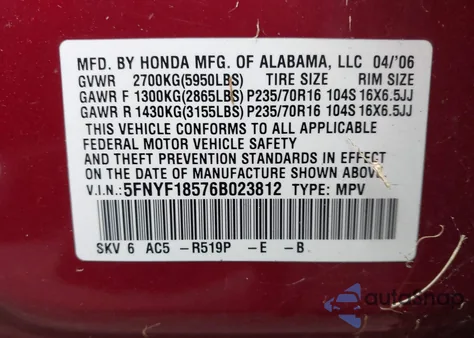 MFD. BY HONDA MFG. OF ALABAMA, LLC 04/'06
GVWR 2700KG(5950LBS) TIRE SIZE RIM SIZE
GAWR F 1300KG(2865LBS) P235/70R16 104S 16X6.5JJ
GAWR R 1430KG(3155LBS) P235/70R16 104S 16X6.5JJ
THIS VEHICLE CONFORMS TO ALL APPLICABLE
FEDERAL MOTOR VEHICLE SAFETY
AND THEFT PREVENTION STANDARDS IN EFFECT
ON THE DATE OF MANUFACTURE SHOWN ABOVE.
V.I.N.: 5FNYF18576B023812 TYPE: MPV
SKV 6 AC5 -R519P -E -B
autosnap